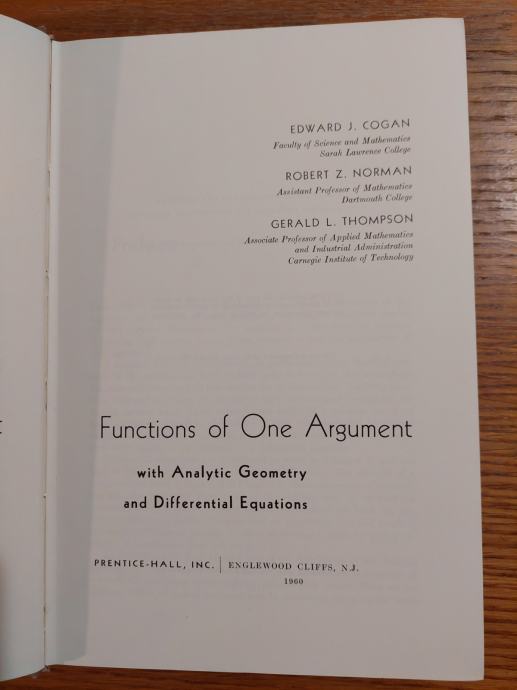 EDWARD J. COGAN
Faculty of Science and Mathematics
Sarah Lawrence College
ROBERT Z. NORMAN
Assistant Professor of Mathematics
Dartmouth College
GERALD L. THOMPSON
Associate Professor of Applied Mathematics
and Industrial Administration
Carnegie Institute of Technology
Functions of One Argument
with Analytic Geometry
and Differential Equations
PRENTICE-HALL, INC. | ENGLEWOOD CLIFFS, N.J.
1960